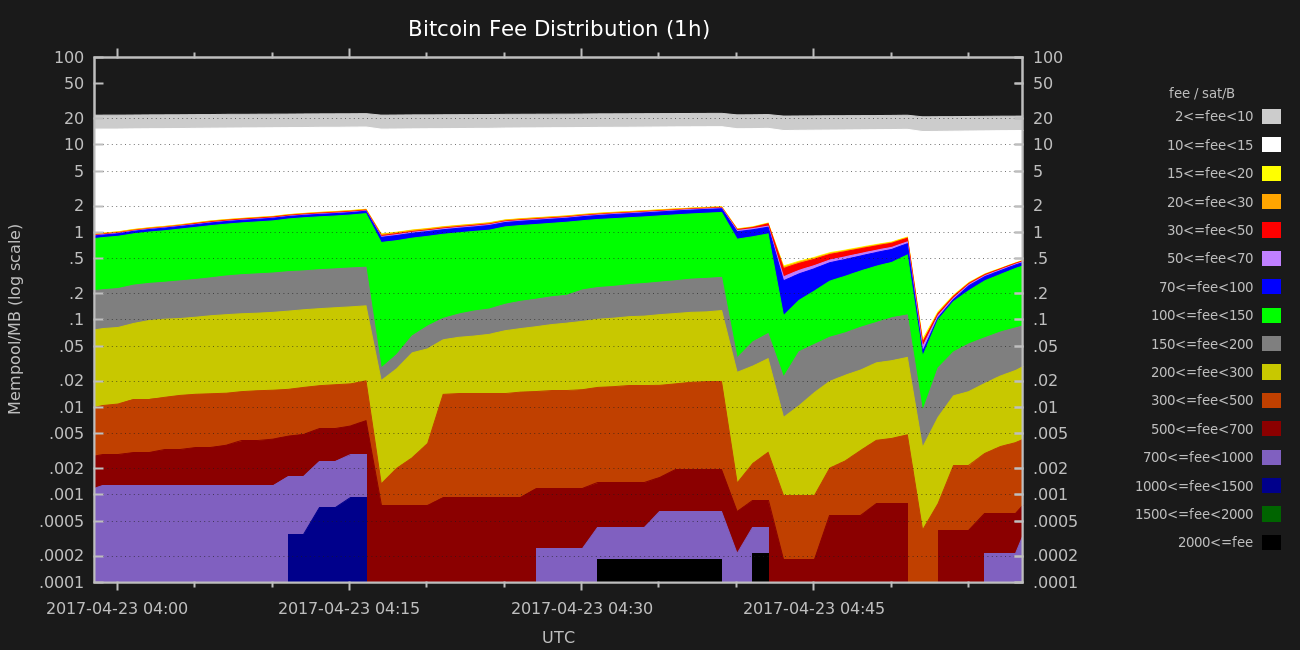 Bitcoin Fee Distribution (1h)
100 100
50 50
20 20
10 10
5 5
2 2
1 1
.5 .5
.2 .2
.1 .1
.05 .05
.02 .02
.01 .01
.005 .005
.002 .002
.001 .001
.0005 .0005
.0002 .0002
.0001 .0001
Mempool/MB (log scale)
2017-04-23 04:00 2017-04-23 04:15 2017-04-23 04:30 2017-04-23 04:45
UTC
fee / sat/B
2<=fee<10
10<=fee<15
15<=fee<20
20<=fee<30
30<=fee<50
50<=fee<70
70<=fee<100
100<=fee<150
150<=fee<200
200<=fee<300
300<=fee<500
500<=fee<700
700<=fee<1000
1000<=fee<1500
1500<=fee<2000
2000<=fee